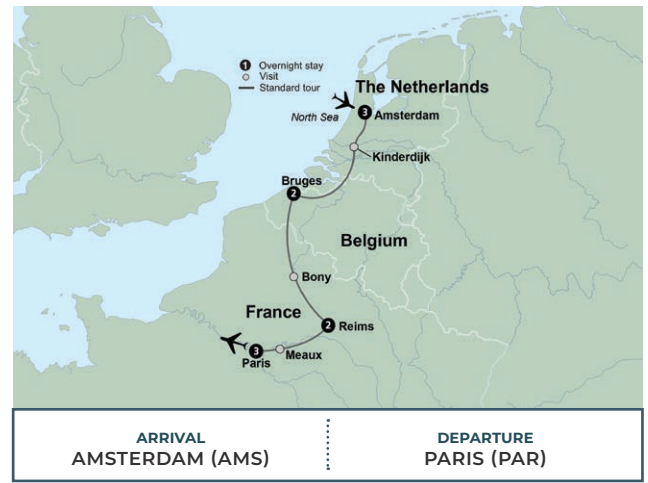 1 Overnight stay
Visit
Standard tour
The Netherlands
North Sea
3 Amsterdam
Kinderdijk
Bruges
2
Belgium
Bony
France
2 Reims
3
Paris
Meaux
ARRIVAL
AMSTERDAM (AMS)
DEPARTURE
PARIS (PAR)